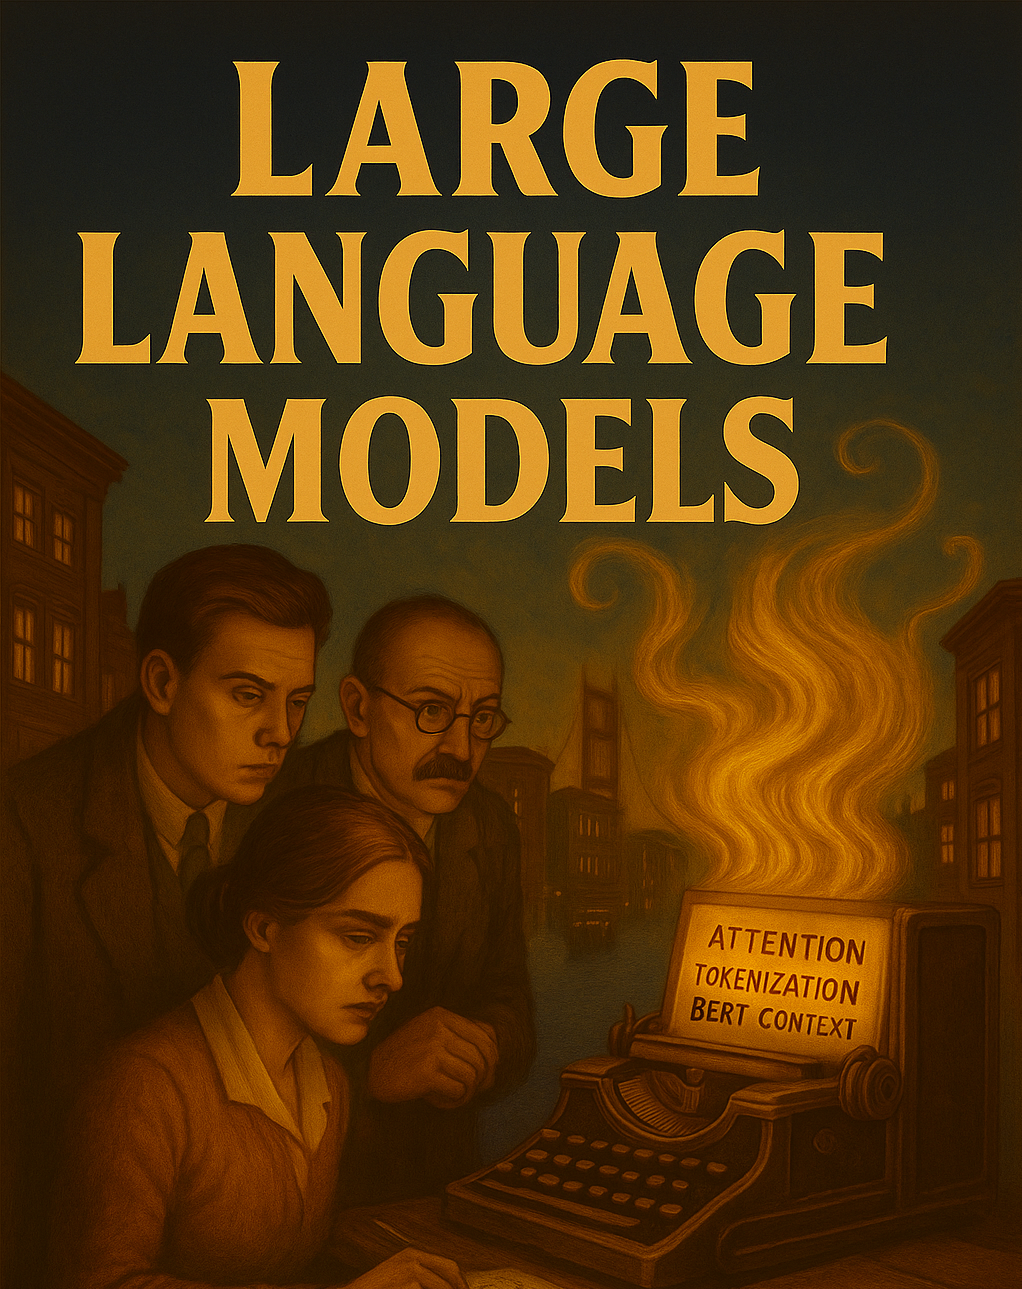 LARGE
LANGUAGE
MODELS
ATTENTION
TOKENIZATION
BERT CONTEXT